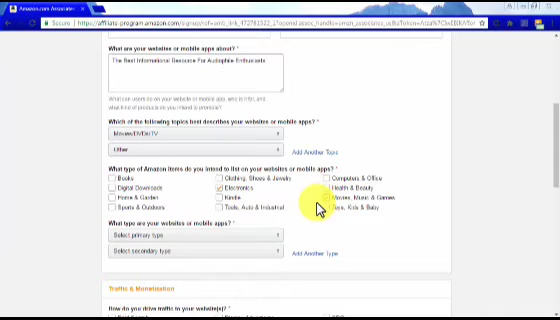 Amazon.com Associates
Secure
What are your websites or mobile apps about? *
The Best Informational Resource For Audiophile Enthusiasts
What can users do on your website or mobile app, who is it for, and
what kind of products do you intend to promote?
Which of the following topics best describes your websites or mobile apps? *
Movies/DVDs/TV
Other
Add Another Topic
What type of Amazon items do you intend to list on your websites or mobile apps? *
Books Clothing, Shoes & Jewelry Computers & Office
Digital Downloads Electronics Health & Beauty
Home & Garden Kindle Movies, Music & Games
Sports & Outdoors Tools, Auto & Industrial Toys, Kids & Baby
What type are your websites or mobile apps? *
Select primary type
Select secondary type
Add Another Type
Traffic & Monetization
How do you drive traffic to your website(s)? *